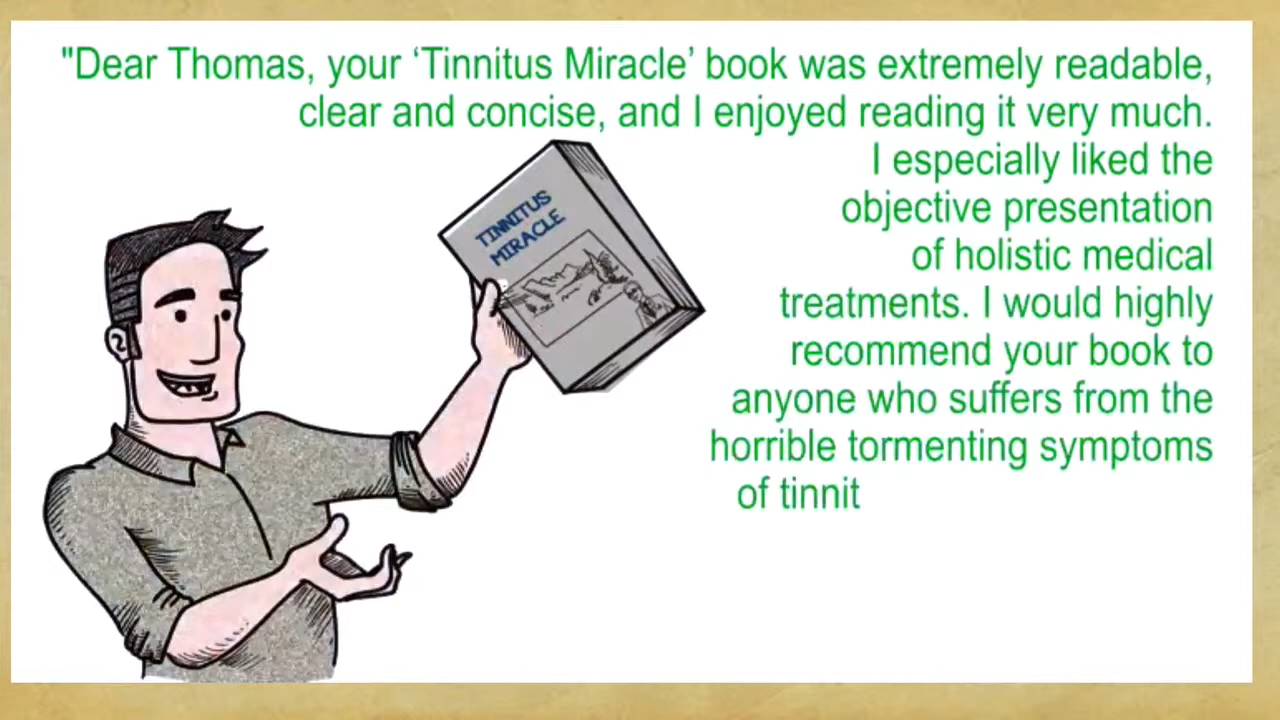 "Dear Thomas, your ‘Tinnitus Miracle’ book was extremely readable,
clear and concise, and I enjoyed reading it very much.
I especially liked the
objective presentation
of holistic medical
treatments. I would highly
recommend your book to
anyone who suffers from the
horrible tormenting symptoms
of tinnit
TINNITUS
MIRACLE